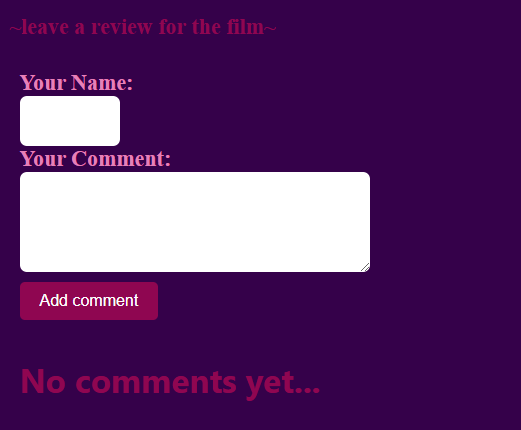 ~leave a review for the film~
Your Name:
Your Comment:
Add comment
No comments yet...